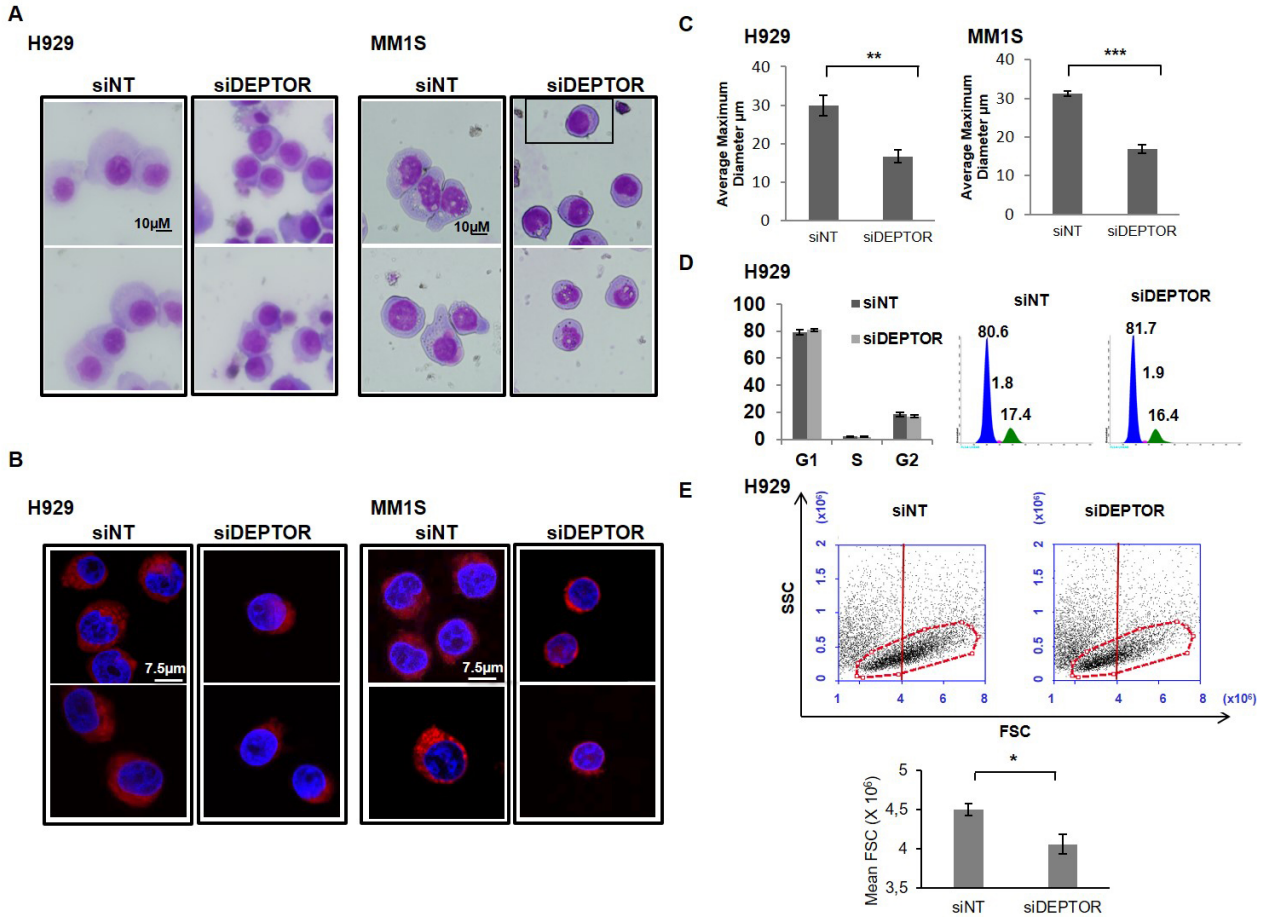 A
H929
MM1S
siNT
siDEPTOR
siNT
siDEPTOR
10µM
10µM
B
H929
MM1S
siNT
siDEPTOR
siNT
siDEPTOR
7.5µm
7.5µm
C
H929
MM1S
Average Maximum
Diameter µm
40
30
20
10
0
**
siNT
siDEPTOR
Average Maximum
Diameter µm
40
30
20
10
0
***
siNT
siDEPTOR
D
H929
100
80
60
40
20
0
siNT
siDEPTOR
G1
S
G2
siNT
80.6
1.8
17.4
siDEPTOR
81.7
1.9
16.4
E
H929
SSC
(x10⁶)
siNT
2
1.5
1
0.5
0
1
4
6
8
(x10⁶)
siDEPTOR
2
1.5
1
0.5
0
1
4
6
8
(x10⁶)
FSC
Mean FSC (X 10⁶)
5
4,5
4
3,5
*
siNT
siDEPTOR